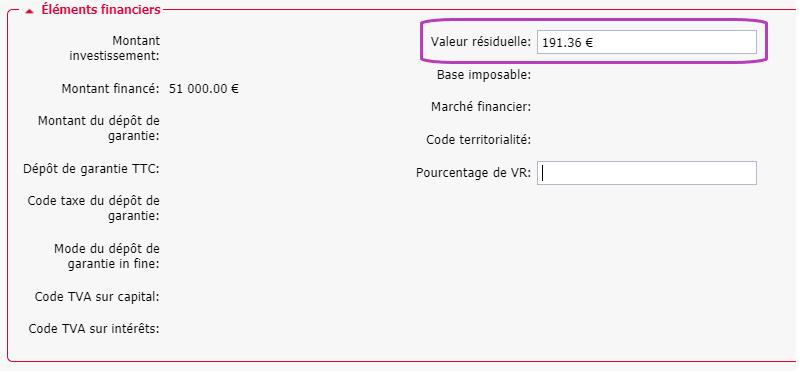 Éléments financiers
Montant
investissement:
Montant financé: 51 000.00 €
Montant du dépôt de
garantie:
Dépôt de garantie TTC:
Code taxe du dépôt de
garantie:
Mode du dépôt de
garantie in fine:
Code TVA sur capital:
Code TVA sur intérêts:
Valeur résiduelle: 191.36 €
Base imposable:
Marché financier:
Code territorialité:
Pourcentage de VR: